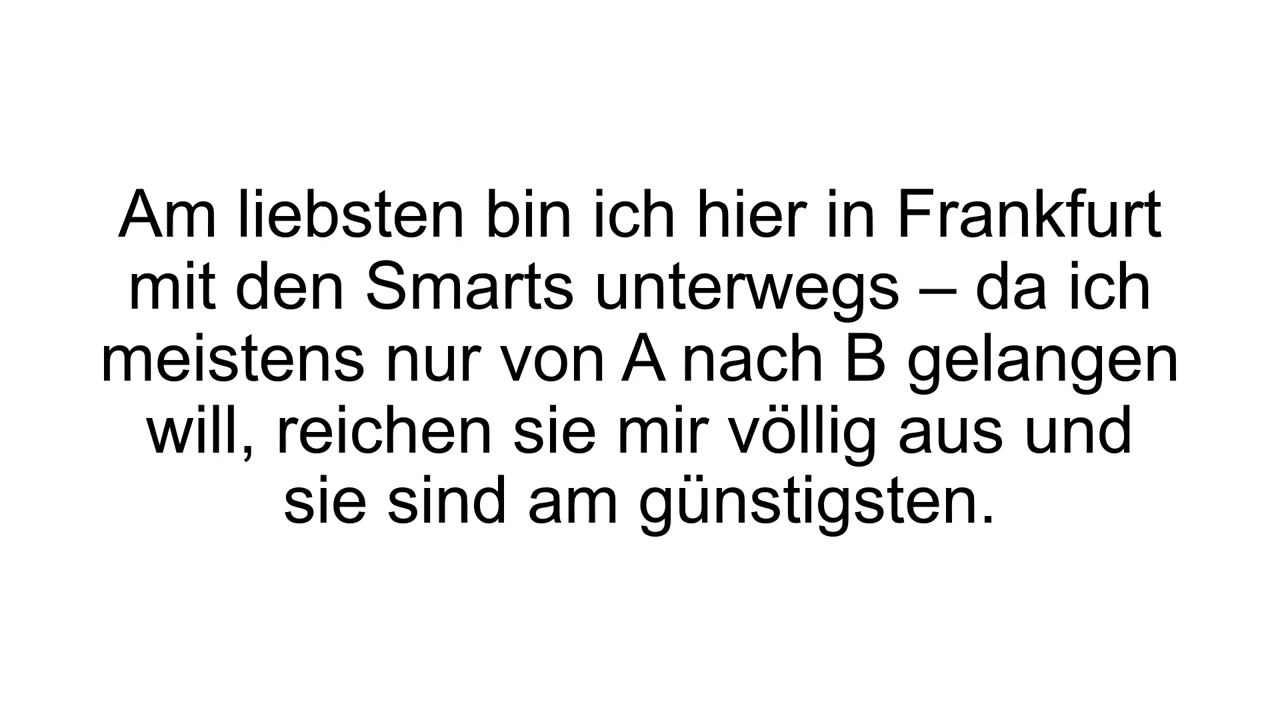 Am liebsten bin ich hier in Frankfurt
mit den Smarts unterwegs – da ich
meistens nur von A nach B gelangen
will, reichen sie mir völlig aus und
sie sind am günstigsten.